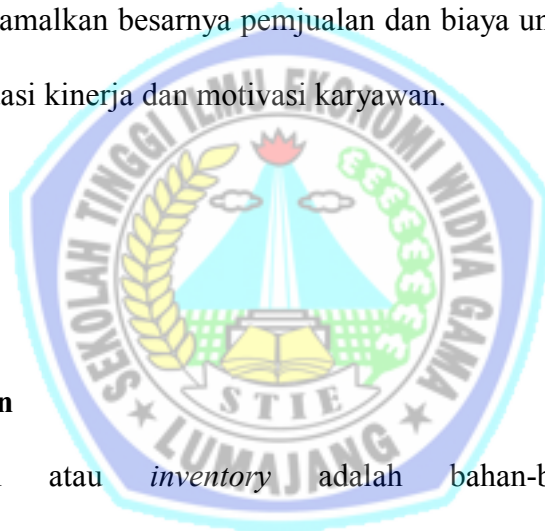 amalkan besarnya pemjualan dan biaya un
asi kinerja dan motivasi karyawan.
SEKOLAH TINGGI ILMU EKONOMI WIDYA GAMA
STIE
LUMAJANG
n
atau inventory adalah bahan-b